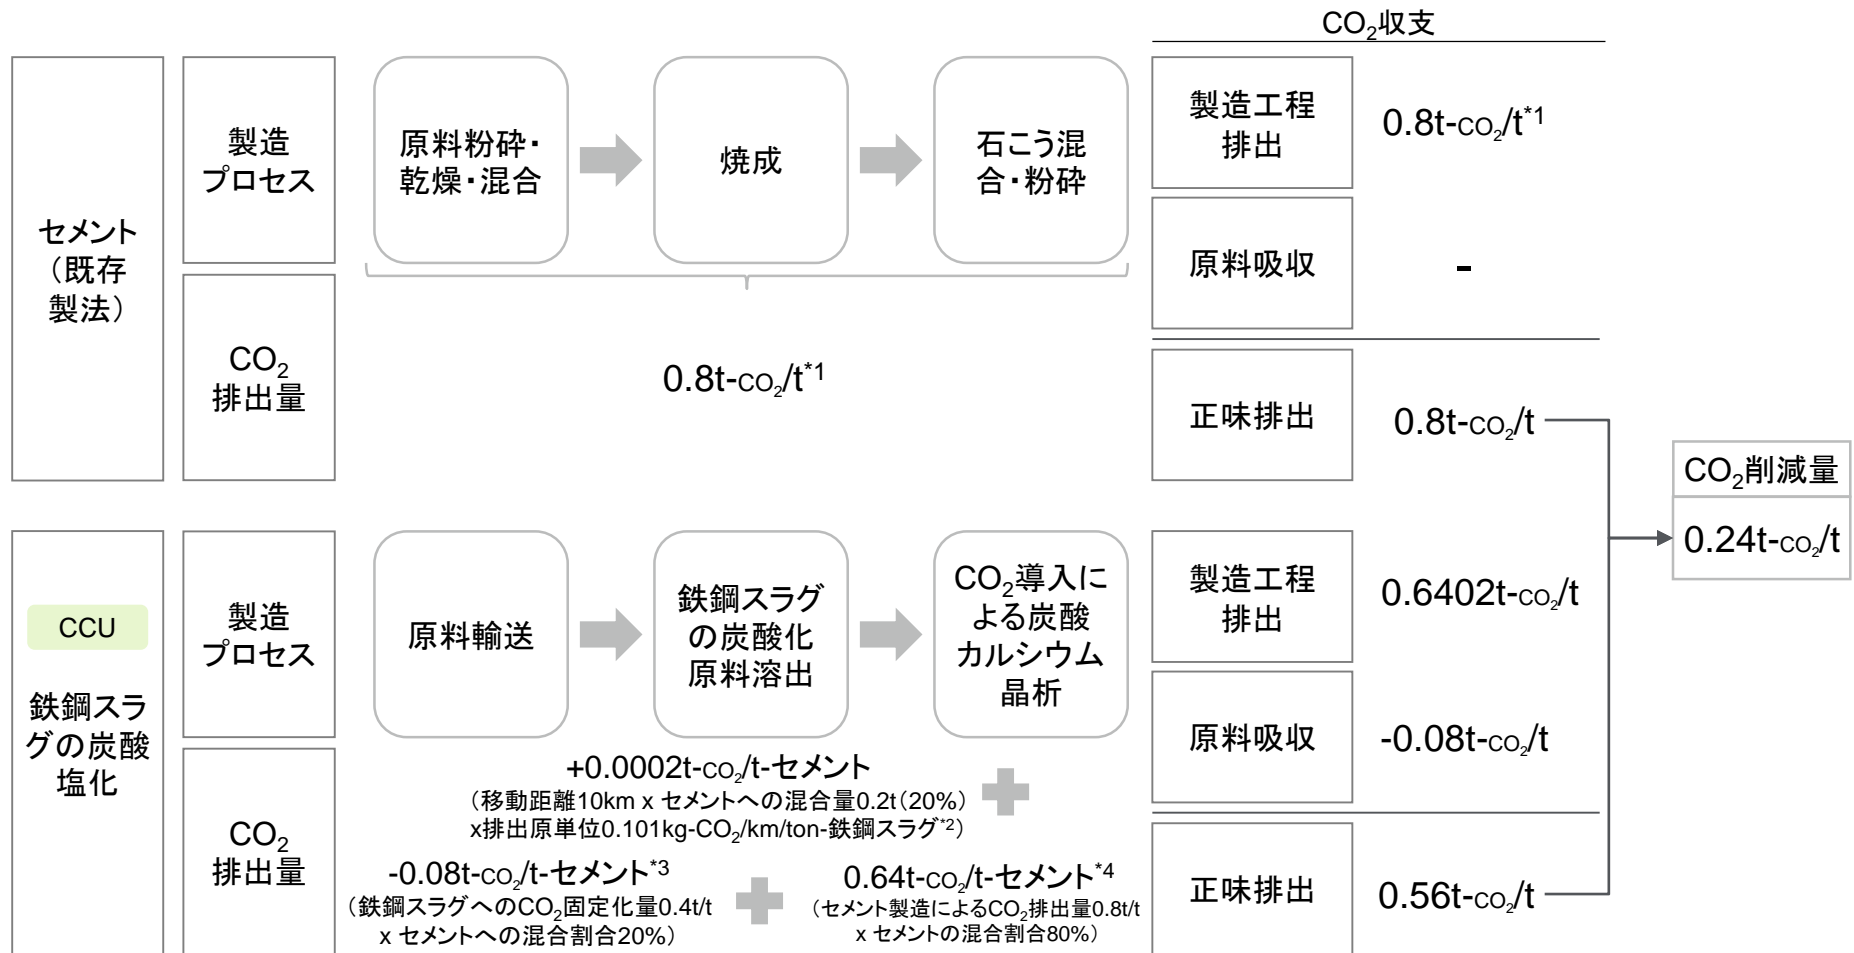 CO₂収支
セメント
（既存
製法）
製造
プロセス
原料粉砕・
乾燥・混合
焼成
石こう混
合・粉砕
製造工程
排出
0.8t-CO₂/t*1
原料吸収
-
CO₂
排出量
0.8t-CO₂/t*1
正味排出
0.8t-CO₂/t
CO₂削減量
0.24t-CO₂/t
CCU
鉄鋼スラ
グの炭酸
塩化
製造
プロセス
原料輸送
鉄鋼スラグ
の炭酸化
原料溶出
CO₂導入に
よる炭酸
カルシウム
晶析
製造工程
排出
0.6402t-CO₂/t
原料吸収
-0.08t-CO₂/t
CO₂
排出量
+0.0002t-CO₂/t-セメント
（移動距離10km x セメントへの混合量0.2t（20%）
x排出原単位0.101kg-CO₂/km/ton-鉄鋼スラグ*2）
-0.08t-CO₂/t-セメント*3
（鉄鋼スラグへのCO₂固定化量0.4t/t
x セメントへの混合割合20%）
0.64t-CO₂/t-セメント*4
（セメント製造によるCO₂排出量0.8t/t
x セメントの混合割合80%）
正味排出
0.56t-CO₂/t